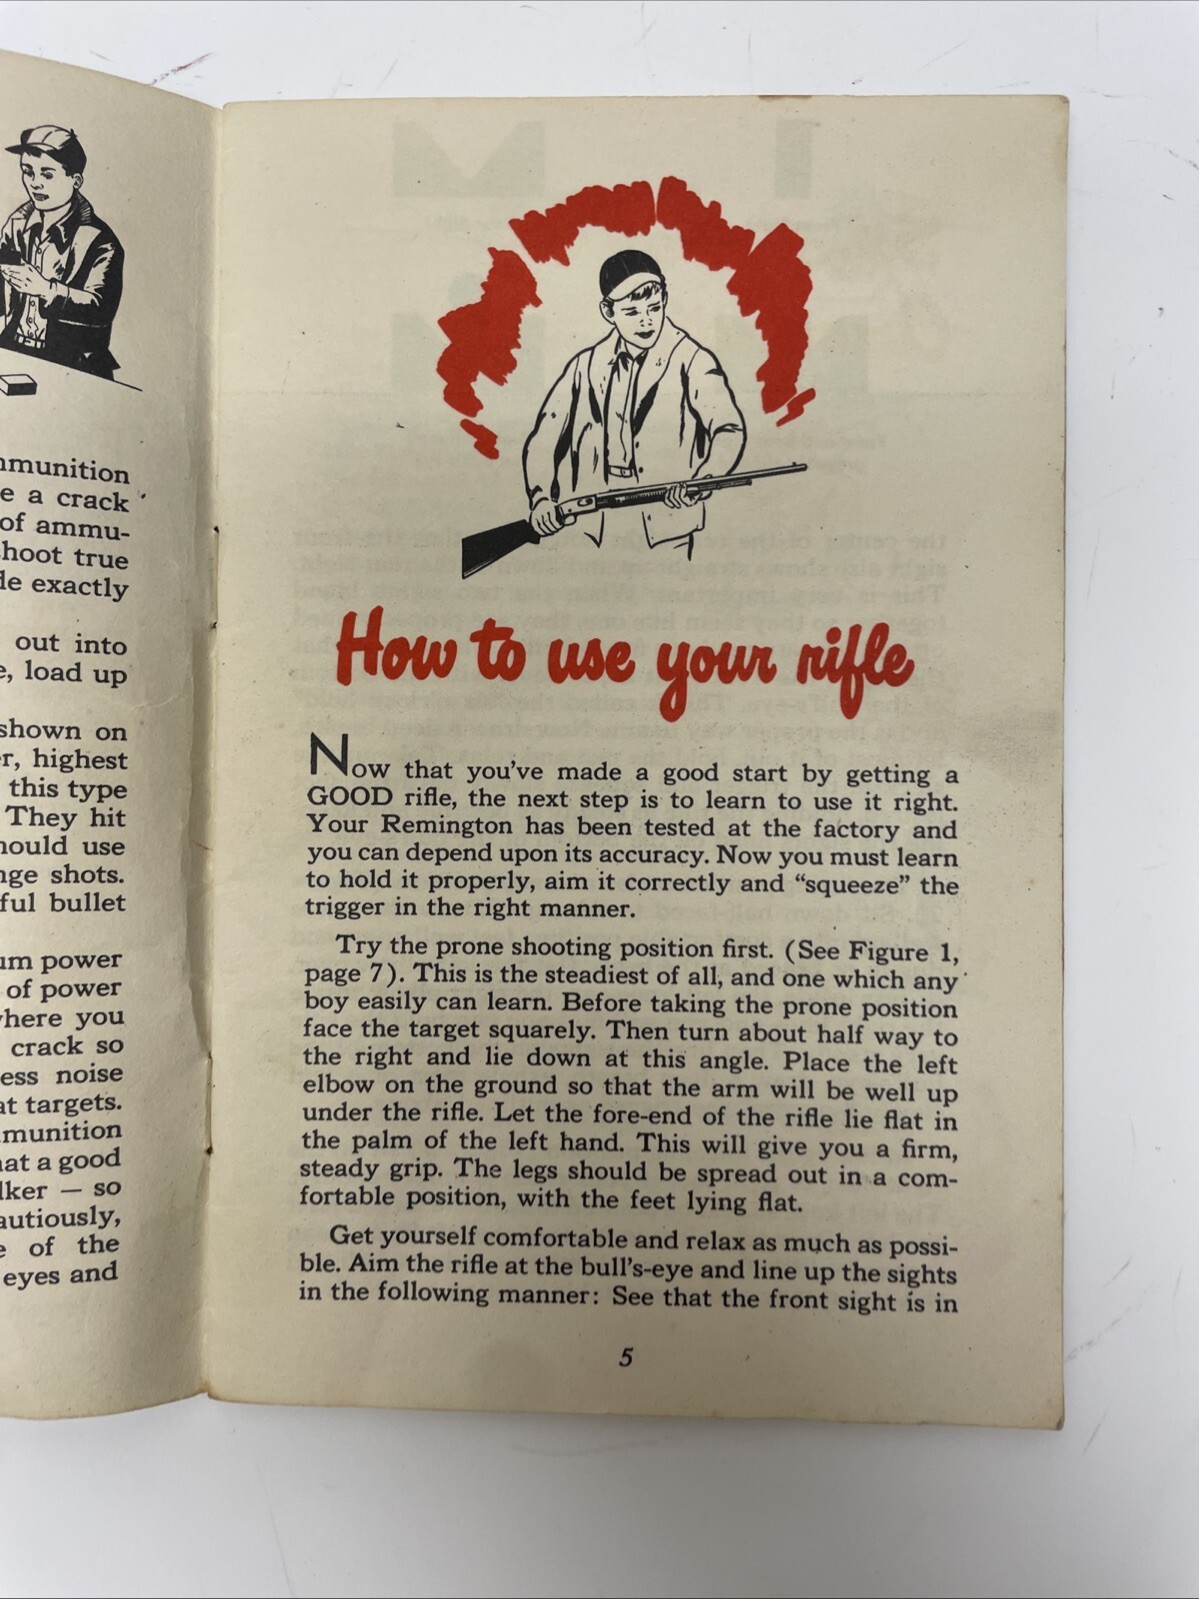 mmunition
e a crack
of ammu-
hoot true
de exactly
out into
e, load up
shown on
r, highest
this type
They hit
hould use
nge shots.
ful bullet
um power
of power
where you
crack so
ess noise
at targets.
mmunition
hat a good
lker — so
autiously,
e of the
eyes and
How to use your rifle
Now that you've made a good start by getting a
GOOD rifle, the next step is to learn to use it right.
Your Remington has been tested at the factory and
you can depend upon its accuracy. Now you must learn
to hold it properly, aim it correctly and “squeeze” the
trigger in the right manner.
Try the prone shooting position first. (See Figure 1,
page 7). This is the steadiest of all, and one which any
boy easily can learn. Before taking the prone position
face the target squarely. Then turn about half way to
the right and lie down at this angle. Place the left
elbow on the ground so that the arm will be well up
under the rifle. Let the fore-end of the rifle lie flat in
the palm of the left hand. This will give you a firm,
steady grip. The legs should be spread out in a com-
fortable position, with the feet lying flat.
Get yourself comfortable and relax as much as possi-
ble. Aim the rifle at the bull's-eye and line up the sights
in the following manner: See that the front sight is in
5